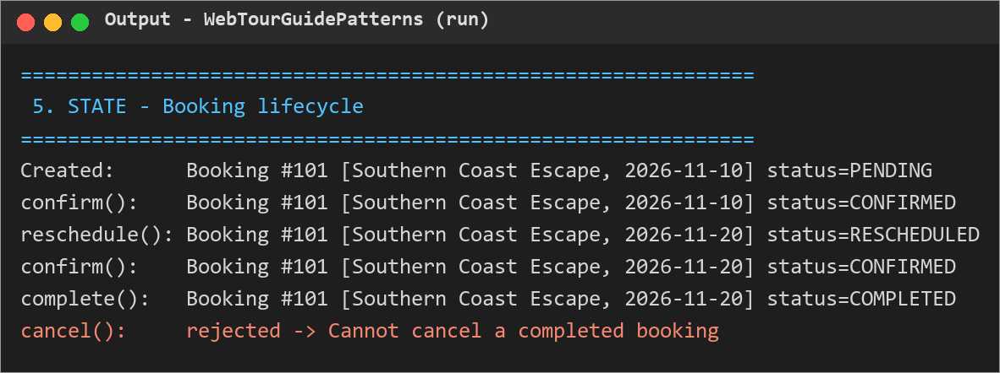 Output - WebTourGuidePatterns (run)
==============================================================
5. STATE - Booking lifecycle
==============================================================
Created:      Booking #101 [Southern Coast Escape, 2026-11-10] status=PENDING
confirm():    Booking #101 [Southern Coast Escape, 2026-11-10] status=CONFIRMED
reschedule(): Booking #101 [Southern Coast Escape, 2026-11-20] status=RESCHEDULED
confirm():    Booking #101 [Southern Coast Escape, 2026-11-20] status=CONFIRMED
complete():   Booking #101 [Southern Coast Escape, 2026-11-20] status=COMPLETED
cancel():     rejected -> Cannot cancel a completed booking